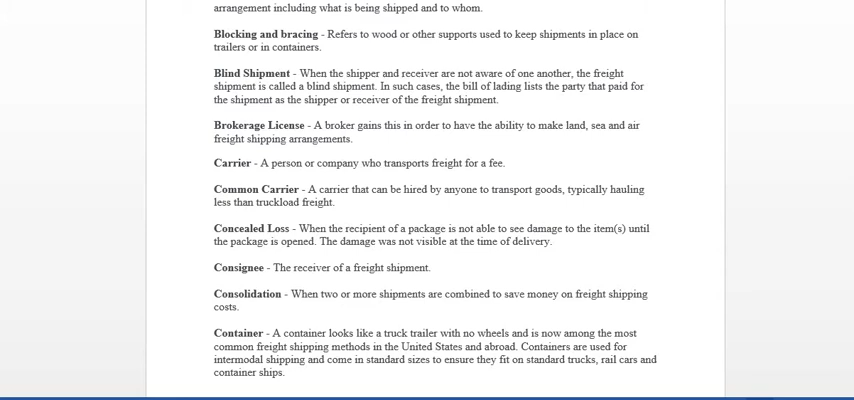 arrangement including what is being shipped and to whom.
Blocking and bracing - Refers to wood or other supports used to keep shipments in place on
trailers or in containers.
Blind Shipment - When the shipper and receiver are not aware of one another, the freight
shipment is called a blind shipment. In such cases, the bill of lading lists the party that paid for
the shipment as the shipper or receiver of the freight shipment.
Brokerage License - A broker gains this in order to have the ability to make land, sea and air
freight shipping arrangements.
Carrier - A person or company who transports freight for a fee.
Common Carrier - A carrier that can be hired by anyone to transport goods, typically hauling
less than truckload freight.
Concealed Loss - When the recipient of a package is not able to see damage to the item(s) until
the package is opened. The damage was not visible at the time of delivery.
Consignee - The receiver of a freight shipment.
Consolidation - When two or more shipments are combined to save money on freight shipping
costs.
Container - A container looks like a truck trailer with no wheels and is now among the most
common freight shipping methods in the United States and abroad. Containers are used for
intermodal shipping and come in standard sizes to ensure they fit on standard trucks, rail cars and
container ships.